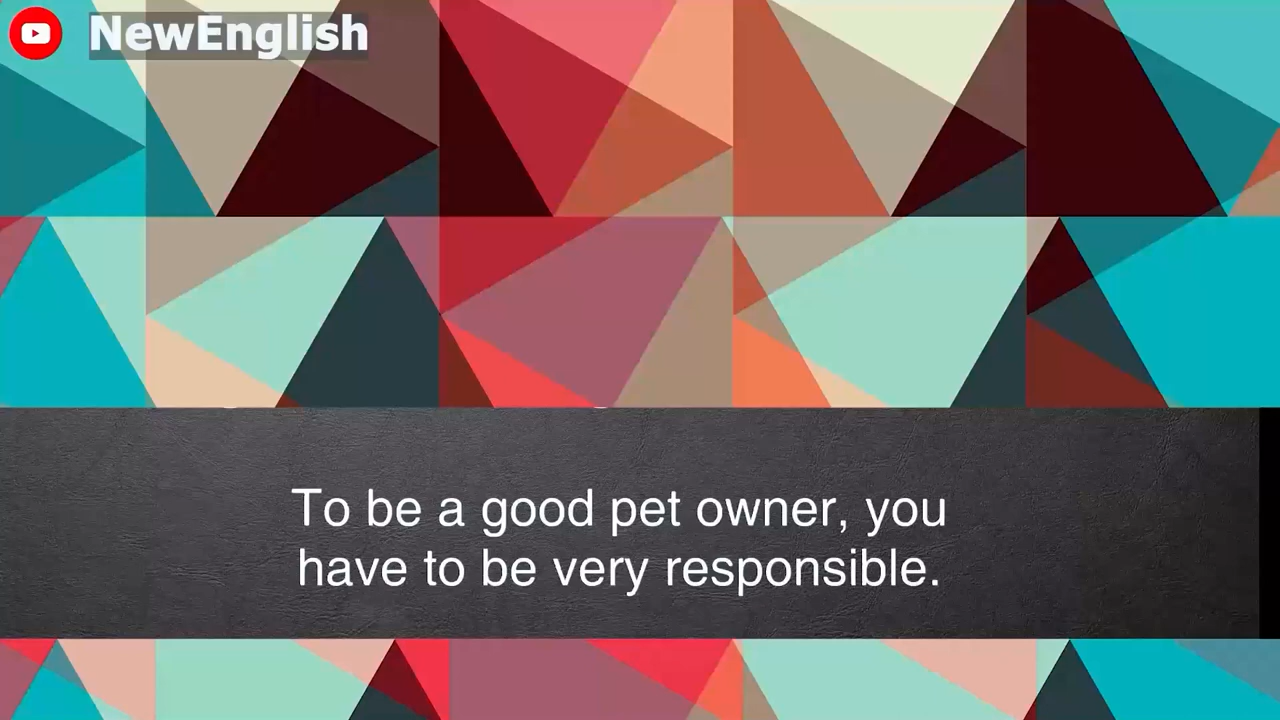 NewEnglish
To be a good pet owner, you
have to be very responsible.